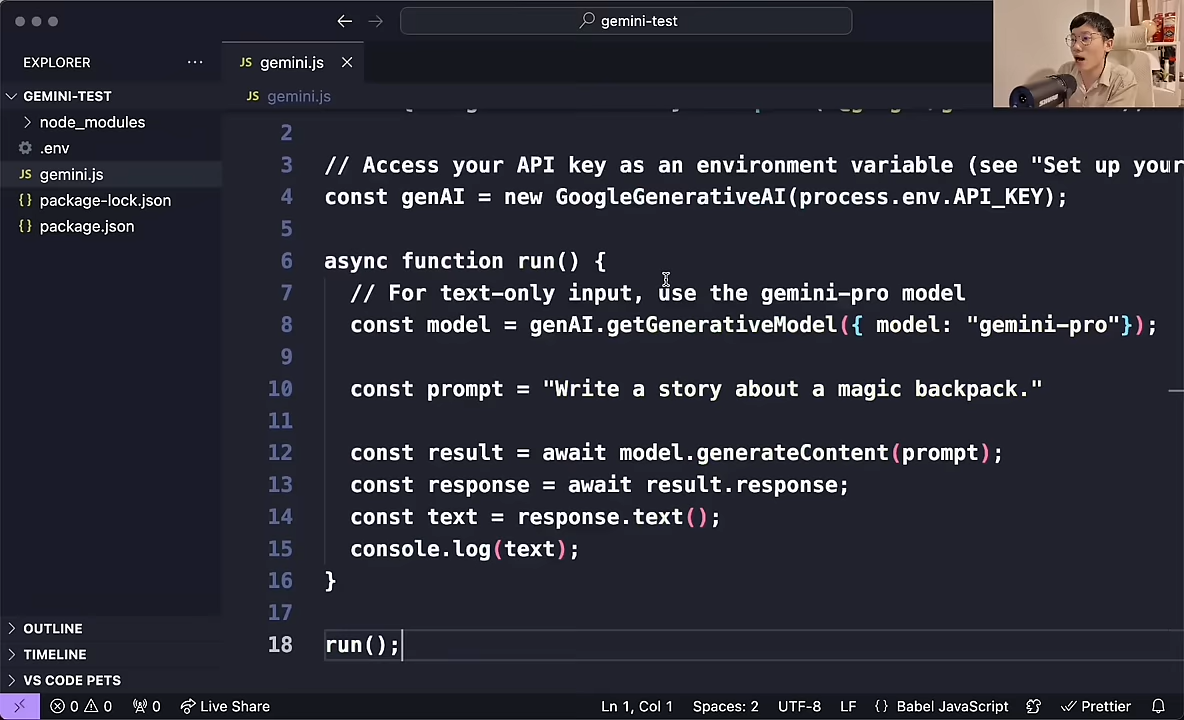 gemini-test
EXPLORER
JS gemini.js
GEMINI-TEST
JS gemini.js
node_modules
.env
JS gemini.js
{} package-lock.json
{} package.json
2
3 // Access your API key as an environment variable (see "Set up your
4 const genAI = new GoogleGenerativeAI(process.env.API_KEY);
5
6 async function run() {
7 // For text-only input, use the gemini-pro model
8 const model = genAI.getGenerativeModel({ model: "gemini-pro"});
9
10 const prompt = "Write a story about a magic backpack."
11
12 const result = await model.generateContent(prompt);
13 const response = await result.response;
14 const text = response.text();
15 console.log(text);
16 }
17
18 run();
OUTLINE
TIMELINE
VS CODE PETS
0 0 0 Live Share Ln 1, Col 1 Spaces: 2 UTF-8 LF {} Babel JavaScript Prettier